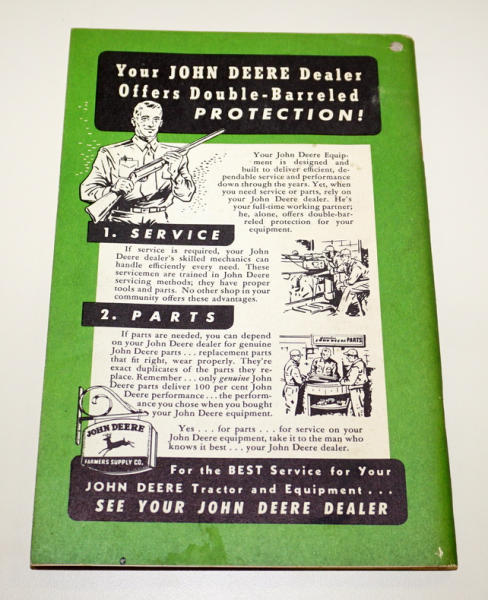 Your JOHN DEERE Dealer
Offers Double-Barreled
PROTECTION!
Your John Deere Equip-
ment is designed and
built to deliver efficient, de-
pendable service and performance
down through the years. Yet, when
you need service or parts, rely on
your John Deere dealer. He's
your full-time working partner;
he, alone, offers double-bar-
reled protection for your
equipment.
1. SERVICE
If service is required, your John
Deere dealer's skilled mechanics can
handle efficiently every need. These
servicemen are trained in John Deere
servicing methods; they have proper
tools and parts. No other shop in your
community offers these advantages.
2. PARTS
If parts are needed, you can depend
on your John Deere dealer for genuine
John Deere parts . . . replacement parts
that fit right, wear properly. They're
exact duplicates of the parts they re-
place. Remember . . . only genuine John
Deere parts deliver 100 per cent John
Deere performance . . . the perform-
ance you chose when you bought
your John Deere equipment.
PARTS
Yes . . . for parts . . . for service on your
John Deere equipment, take it to the man who
knows it best . . . your John Deere dealer.
JOHN DEERE
FARMERS SUPPLY CO.
For the BEST Service for Your
JOHN DEERE Tractor and Equipment . . .
SEE YOUR JOHN DEERE DEALER